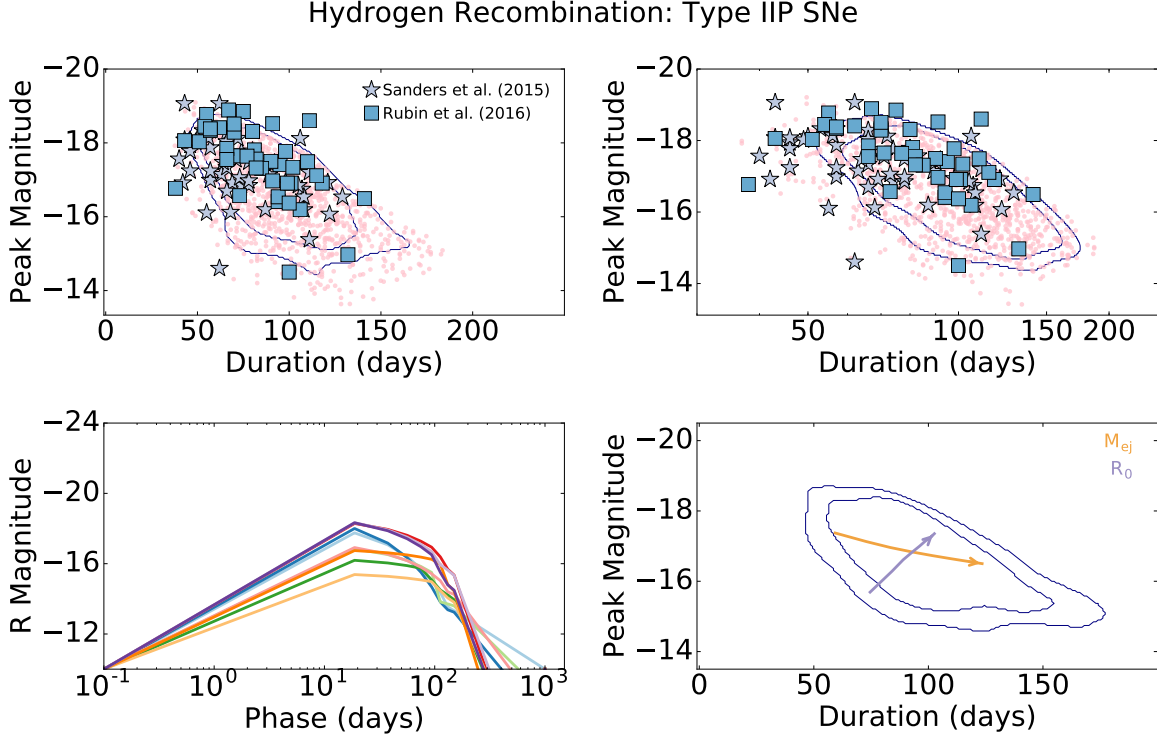 Hydrogen Recombination: Type IIP SNe
−20
−18
−16
−14
Peak Magnitude
0
50
100
150
200
Duration (days)
Sanders et al. (2015)
Rubin et al. (2016)
−20
−18
−16
−14
Peak Magnitude
50
100
150
200
Duration (days)
−24
−20
−16
−12
R Magnitude
10^-1
10^0
10^1
10^2
10^3
Phase (days)
−20
−18
−16
−14
Peak Magnitude
0
50
100
150
Duration (days)
M_ej
R_0